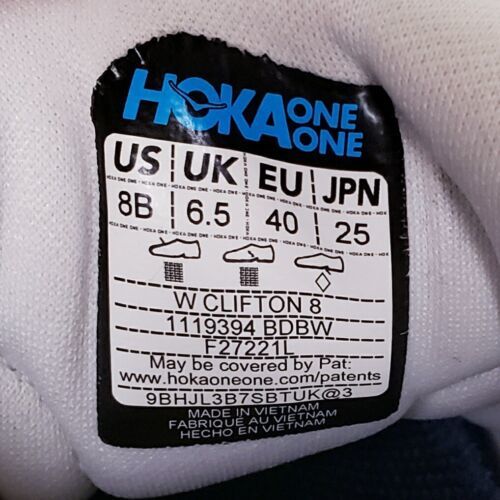 HOKA ONE ONE
US UK EU JPN
8B 6.5 40 25
W CLIFTON 8
1119394 BDBW
F27221L
May be covered by Pat:
www.hokaoneone.com/patents
9BHJL3B7SBTUK@3
MADE IN VIETNAM
FABRIQUE AU VIETNAM
HECHO EN VIETNAM